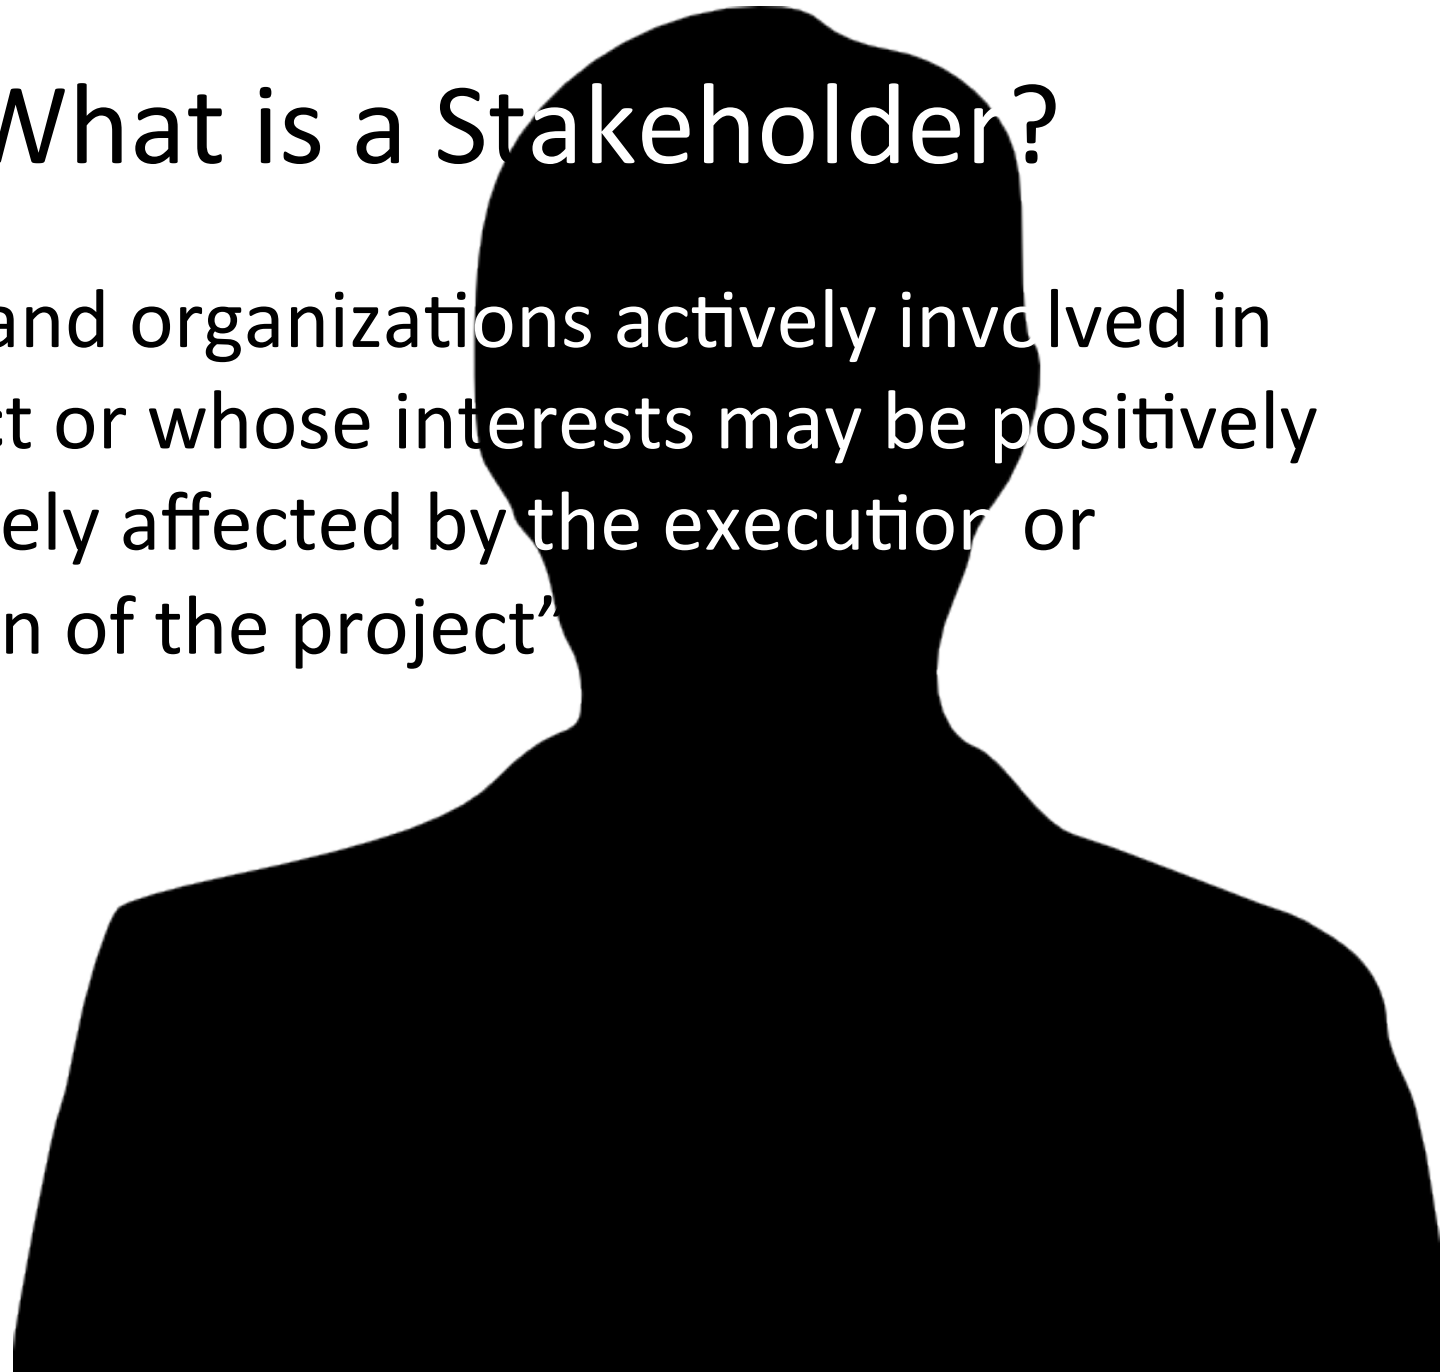 What is a Stakeholder?
and organizations actively involved in
ct or whose interests may be positively
ely affected by the execution or
n of the project”